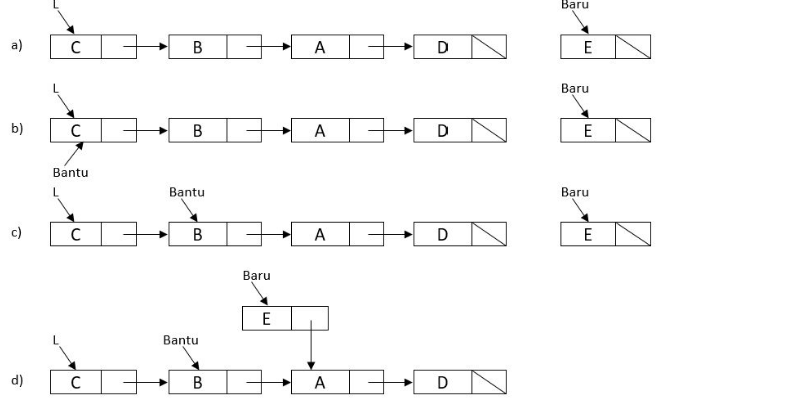 L Baru
a) C B A D E
L Baru
b) C B A D E
Bantu
L Bantu Baru
c) C B A D E
Baru
E
L Bantu
d) C B A D